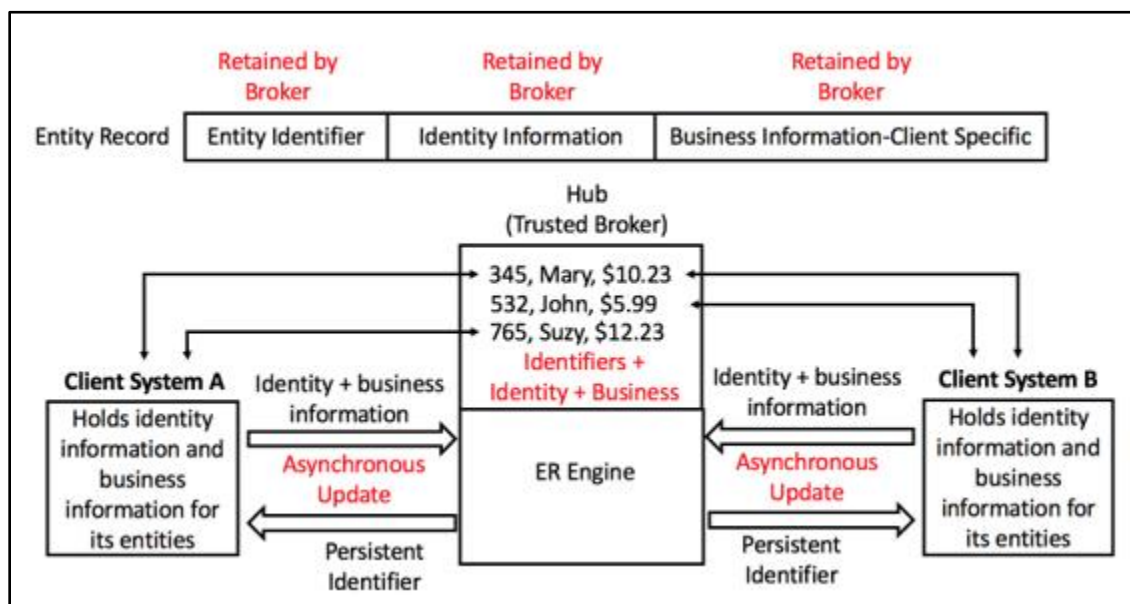 Retained by Broker
Retained by Broker
Retained by Broker
Entity Record
Entity Identifier
Identity Information
Business Information-Client Specific
Hub
(Trusted Broker)
345, Mary, $10.23
532, John, $5.99
765, Suzy, $12.23
Identifiers +
Identity + Business
Client System A
Holds identity
information and
business
information for
its entities
Identity + business
information
Asynchronous
Update
Persistent
Identifier
ER Engine
Identity + business
information
Asynchronous
Update
Persistent
Identifier
Client System B
Holds identity
information and
business
information for
its entities